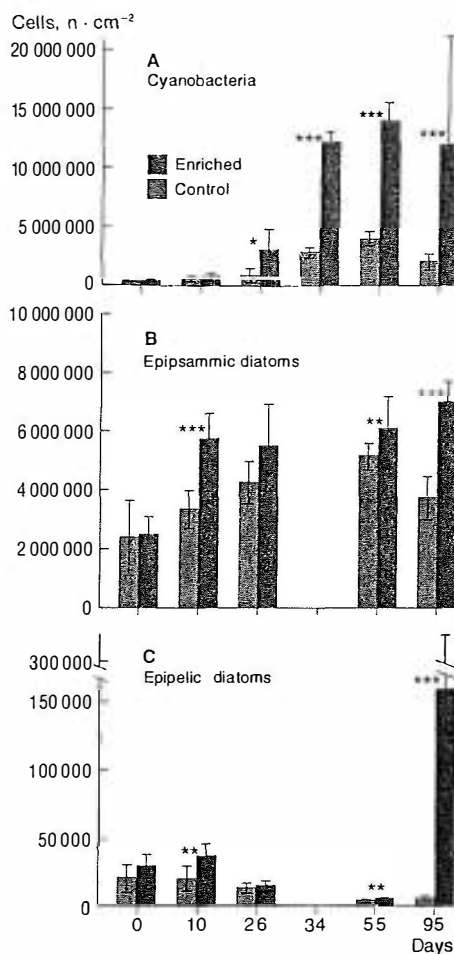 Cells, n · cm⁻²
20 000 000
A
Cyanobacteria
15 000 000
***
***
***
Enriched
Control
10 000 000
5 000 000
*
0
10 000 000
B
Epipsammic diatoms
8 000 000
***
**
***
6 000 000
4 000 000
2 000 000
0
C
300 000
Epipelic diatoms
***
150 000
100 000
50 000
**
**
0
0 10 26 34 55 95
Days